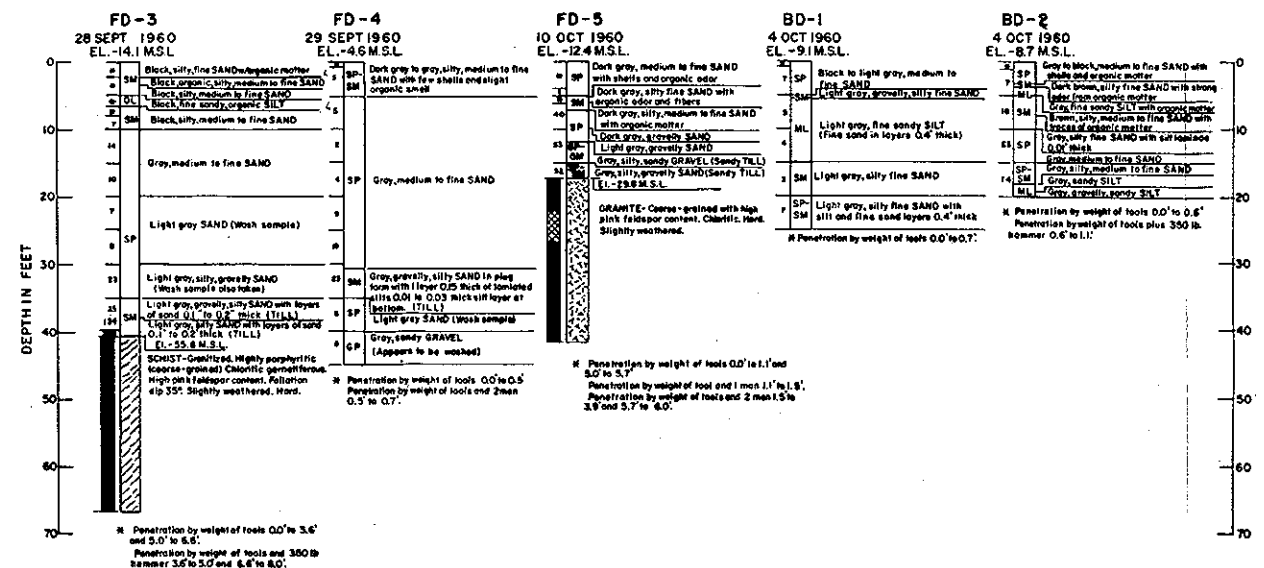 FD-3
28 SEPT 1960
EL.-14.1 M.S.L.
Black, silty, fine SAND w/organic matter
Black, organic, silty, medium to fine SAND
Black, silty, medium to fine SAND
Black, fine sandy, organic SILT
Black, silty, medium to fine SAND
Gray, medium to fine SAND
Light gray SAND (Wash sample)
Light gray, silty, gravelly SAND
(Wash sample also taken)
Light gray, gravelly, silty SAND with layers
of sand 0.1' to 0.2' thick (TILL)
Light gray, silty SAND with layers of sand
0.1' to 0.2' thick (TILL)
El.-55.8 M.S.L.
SCHIST-Granitized. Highly porphyritic
(coarse-grained) Chloritic garnetiferous.
High pink feldspar content. Foliation
dip 35°. Slightly weathered. Hard.
SM
OL
SM
SP
SM
* Penetration by weight of tools 0.0' to 3.6'
and 5.0' to 6.6'
Penetration by weight of tools and 350 lb
hammer 3.6' to 5.0' and 6.6' to 8.0'.
FD-4
29 SEPT 1960
EL.-4.6 M.S.L.
Dark gray to gray, silty, medium to fine
SAND with few shells and slight
organic smell
Gray, medium to fine SAND
Gray, gravelly, silty SAND in plug
form with 1 layer 0.15 thick of laminated
silts 0.01 to 0.03 thick silt layer at
bottom. (TILL)
Light gray SAND (Wash sample)
Gray, sandy GRAVEL
(Appears to be washed)
SP-
SM
SP
SM
SP
GP
* Penetration by weight of tools 0.0' to 0.5'
Penetration by weight of tools and 2 men
0.5' to 0.7'.
FD-5
10 OCT 1960
EL.-12.4 M.S.L.
Dark gray, medium to fine SAND
with shells and organic odor
Dark gray, silty, fine SAND with
organic odor and fibers
Dark gray, silty, medium to fine SAND
with organic matter
Dark gray, gravelly SAND
Light gray, gravelly SAND
Gray, silty, sandy GRAVEL (Sandy TILL)
Gray, silty, gravelly SAND (Sandy TILL)
El.-29.6 M.S.L.
GRANITE- Coarse-grained with high
pink feldspar content. Chloritic. Hard.
Slightly weathered.
SP
SM
SP
SP-
GM
SM
* Penetration by weight of tools 0.0' to 1.1' and
5.0' to 5.7'
Penetration by weight of tool and 1 man 1.1' to 1.5'.
Penetration by weight of tools and 2 men 1.5' to
3.9' and 5.7' to 6.0'.
BD-1
4 OCT 1960
EL.-9.1 M.S.L.
Black to light gray, medium to
fine SAND
Light gray, gravelly, silty fine SAND
Light gray, fine sandy SILT
(Fine sand in layers 0.4' thick)
Light gray, silty fine SAND
Light gray, silty fine SAND with
silt and fine sand layers 0.4' thick
SP
SM
ML
SM
SP-
SM
* Penetration by weight of tools 0.0' to 0.7'.
BD-2
4 OCT 1960
EL.-8.7 M.S.L.
Gray to black, medium to fine SAND with
shells and organic matter
Dark brown, silty fine SAND with strong
odor from organic matter
Gray, fine sandy SILT with organic matter
Brown, silty, medium to fine SAND with
traces of organic matter
Gray, silty fine SAND with silt laminae
0.01' thick
Gray medium to fine SAND
Gray, silty, medium to fine SAND
Gray, sandy SILT
Gray, gravelly, sandy SILT
SP
SM
ML
SM
SP
SP-
SM
ML
* Penetration by weight of tools 0.0' to 0.6'
Penetration by weight of tools plus 350 lb.
hammer 0.6' to 1.1'.
DEPTH IN FEET
0
10
20
30
40
50
60
70
0
10
20
30
40
50
60
70